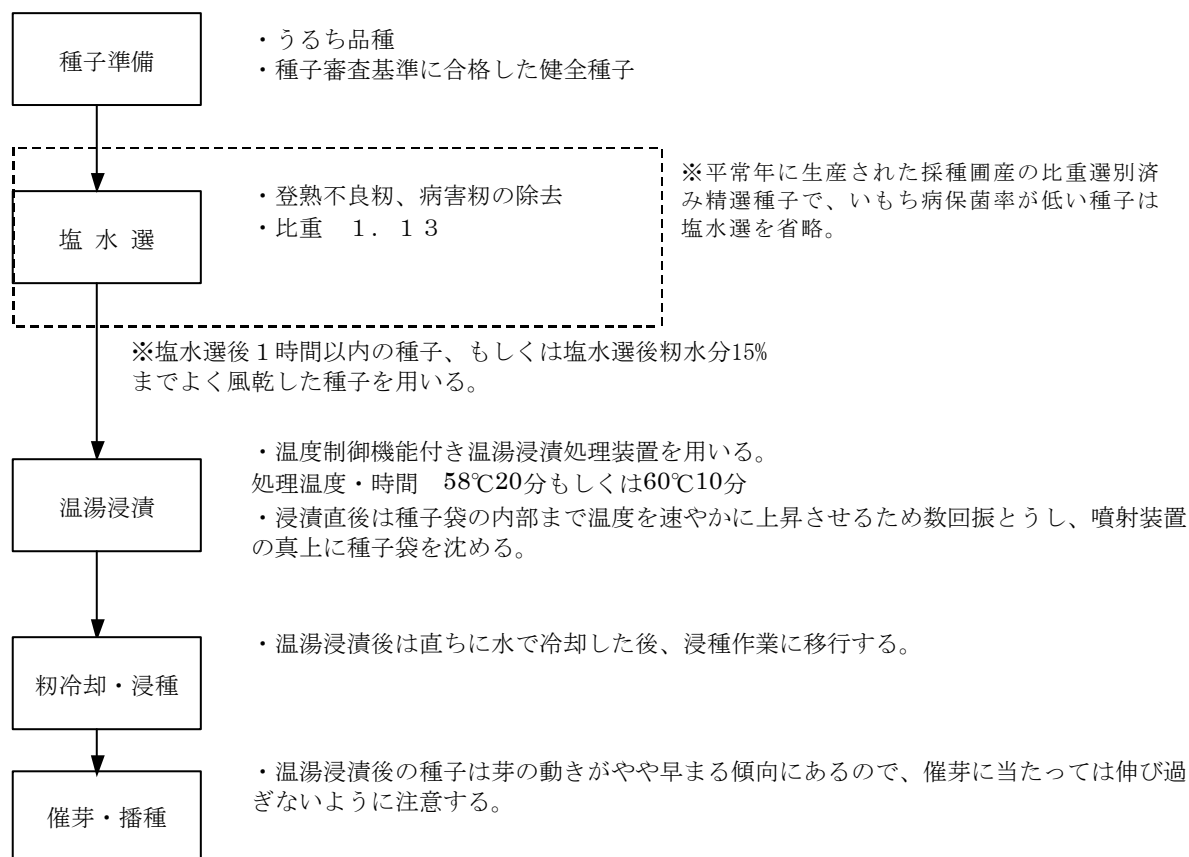 種子準備
・うるち品種
・種子審査基準に合格した健全種子
塩 水 選
・登熟不良籾、病害籾の除去
・比重　１．１３
※平常年に生産された採種圃産の比重選別済
み精選種子で、いもち病保菌率が低い種子は
塩水選を省略。
※塩水選後１時間以内の種子、もしくは塩水選後籾水分15%
までよく風乾した種子を用いる。
温湯浸漬
・温度制御機能付き温湯浸漬処理装置を用いる。
処理温度・時間　58℃20分もしくは60℃10分
・浸漬直後は種子袋の内部まで温度を速やかに上昇させるため数回振とうし、噴射装置
の真上に種子袋を沈める。
籾冷却・浸種
・温湯浸漬後は直ちに水で冷却した後、浸種作業に移行する。
催芽・播種
・温湯浸漬後の種子は芽の動きがやや早まる傾向にあるので、催芽に当たっては伸び過
ぎないように注意する。